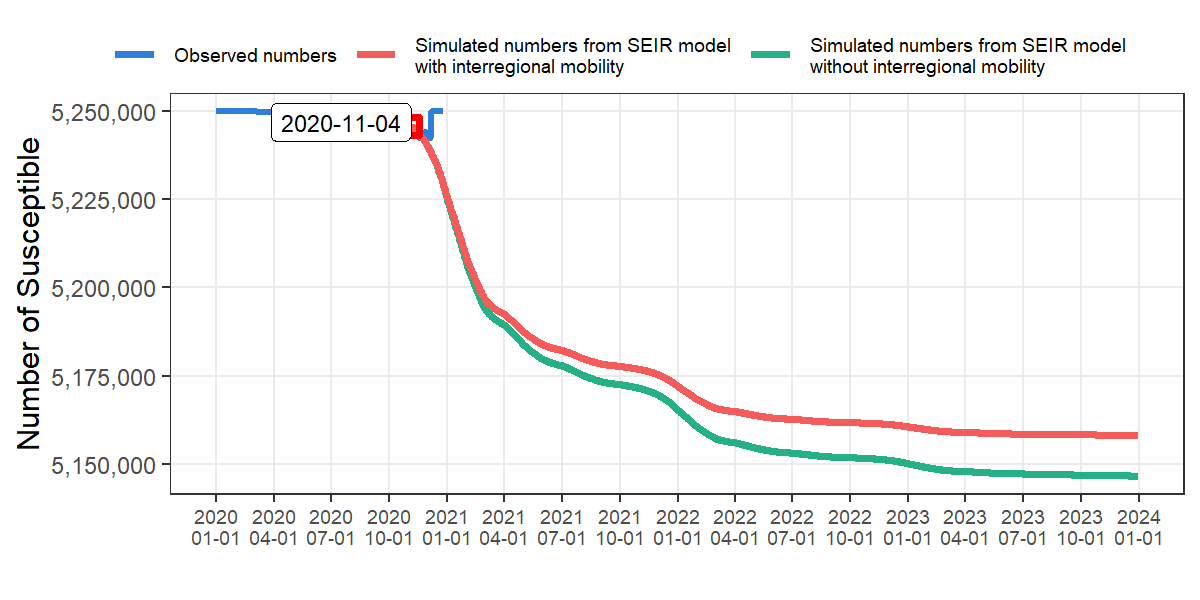 Observed numbers
Simulated numbers from SEIR model
with interregional mobility
Simulated numbers from SEIR model
without interregional mobility
Number of Susceptible
5,250,000
5,225,000
5,200,000
5,175,000
5,150,000
2020-11-04
2020 2020 2020 2020 2021 2021 2021 2021 2022 2022 2022 2022 2023 2023 2023 2023 2024
01-01 04-01 07-01 10-01 01-01 04-01 07-01 10-01 01-01 04-01 07-01 10-01 01-01 04-01 07-01 10-01 01-01